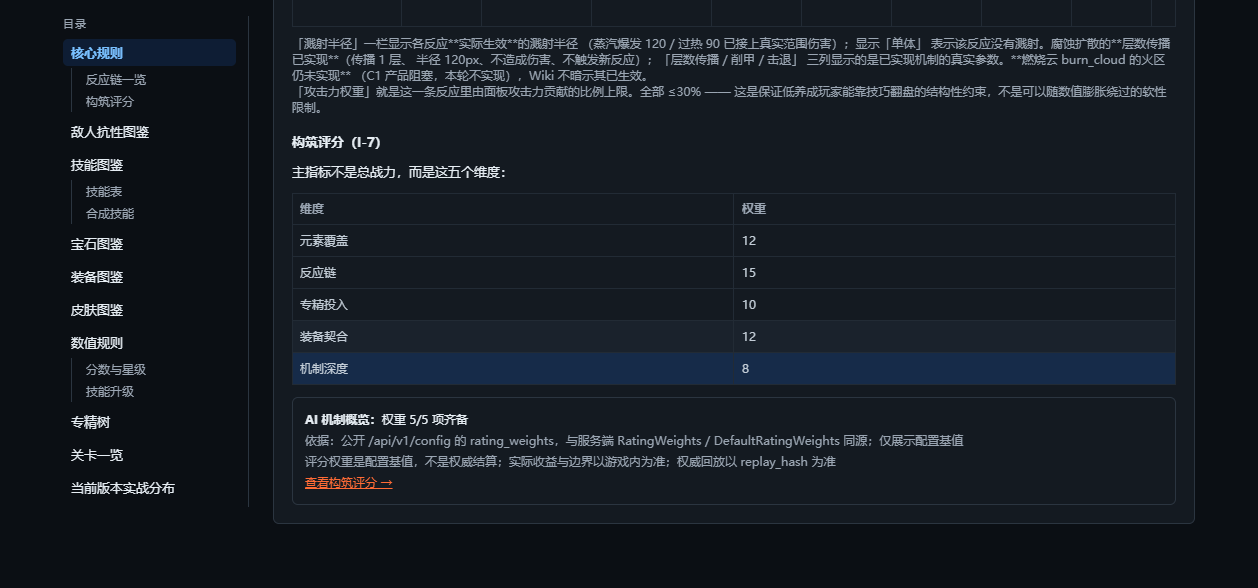 目录
核心规则
反应链一览
构筑评分
敌人抗性图鉴
技能图鉴
技能表
合成技能
宝石图鉴
装备图鉴
皮肤图鉴
数值规则
分数与星级
技能升级
专精树
关卡一览
当前版本实战分布
「溅射半径」一栏显示各反应**实际生效**的溅射半径 （蒸汽爆发 120 / 过热 90 已接上真实范围伤害）；显示「单体」 表示该反应没有溅射。腐蚀扩散的**层数传播
已实现**（传播 1 层、 半径 120px、不造成伤害、不触发新反应）；「层数传播 / 削甲 / 击退」 三列显示的是已实现机制的真实参数。**燃烧云 burn_cloud 的火区
仍未实现** （C1 产品阻塞，本轮不实现），Wiki 不暗示其已生效。
「攻击力权重」就是这一条反应里由面板攻击力贡献的比例上限。全部 ≤30% —— 这是保证低养成玩家能靠技巧翻盘的结构性约束，不是可以随数值膨胀绕过的软性
限制。
构筑评分（I-7）
主指标不是总战力，而是这五个维度：
维度 权重
元素覆盖 12
反应链 15
专精投入 10
装备契合 12
机制深度 8
AI 机制概览：权重 5/5 项齐备
依据：公开 /api/v1/config 的 rating_weights，与服务端 RatingWeights / DefaultRatingWeights 同源；仅展示配置基值
评分权重是配置基值，不是权威结算；实际收益与边界以游戏内为准；权威回放以 replay_hash 为准
查看构筑评分 →